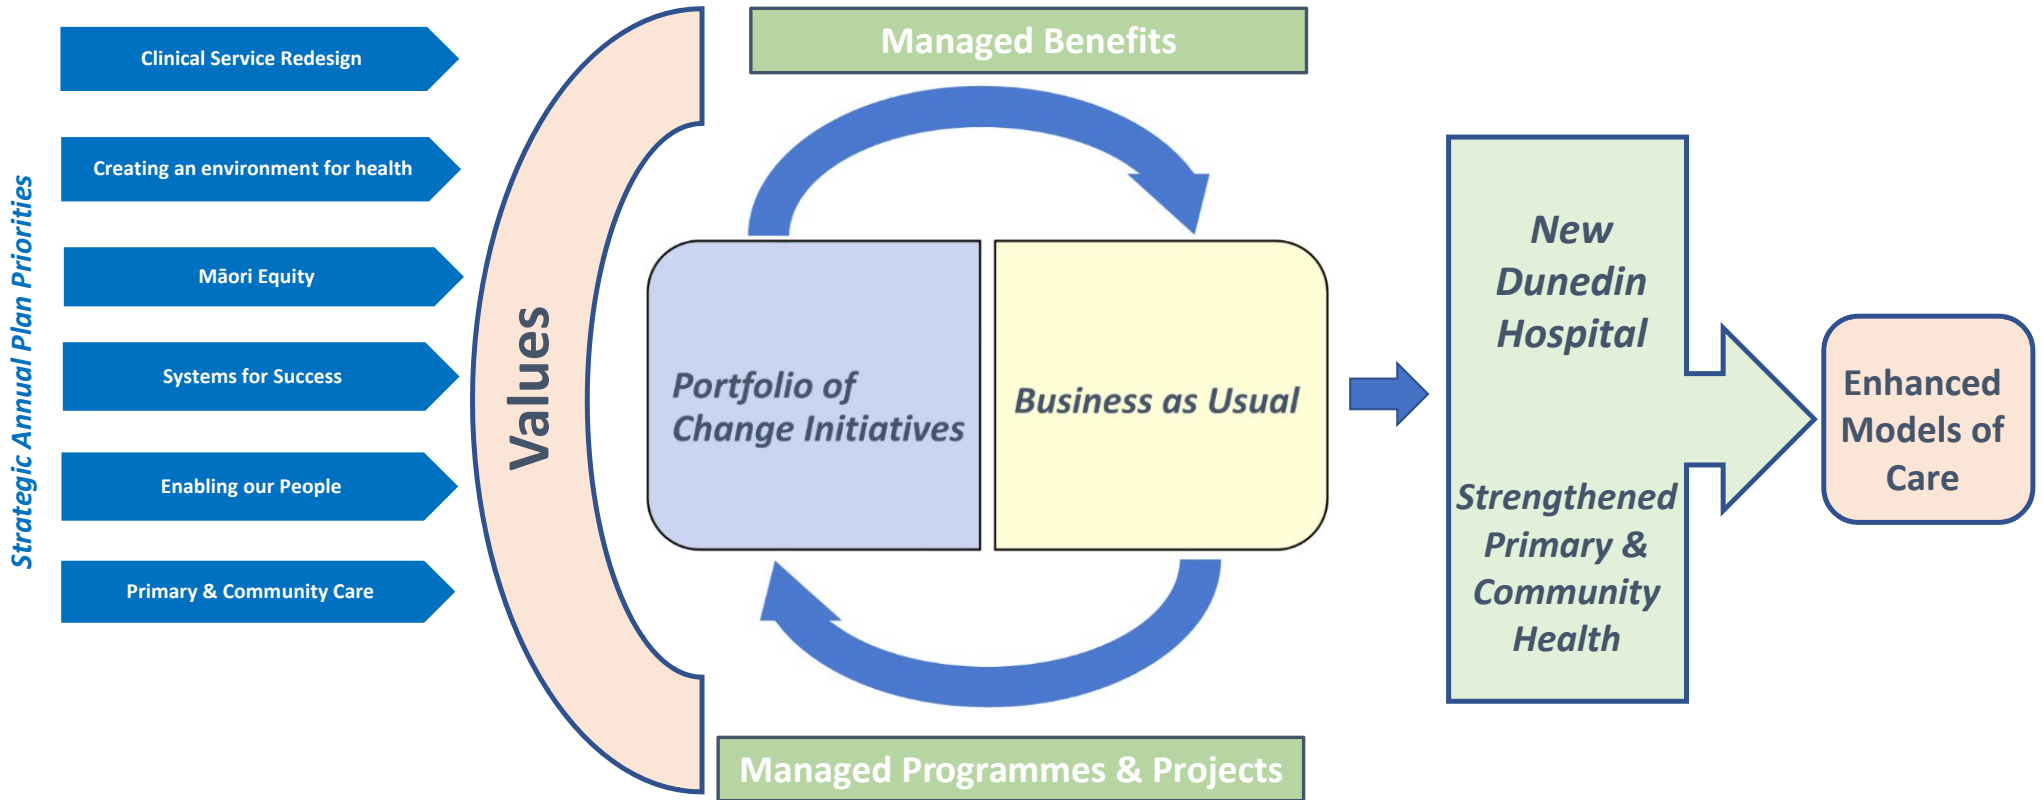 Strategic Annual Plan Priorities
Clinical Service Redesign
Creating an environment for health
Māori Equity
Systems for Success
Enabling our People
Primary & Community Care
Values
Managed Benefits
Portfolio of
Change Initiatives
Business as Usual
Managed Programmes & Projects
New
Dunedin
Hospital
Strengthened
Primary &
Community
Health
Enhanced
Models of
Care